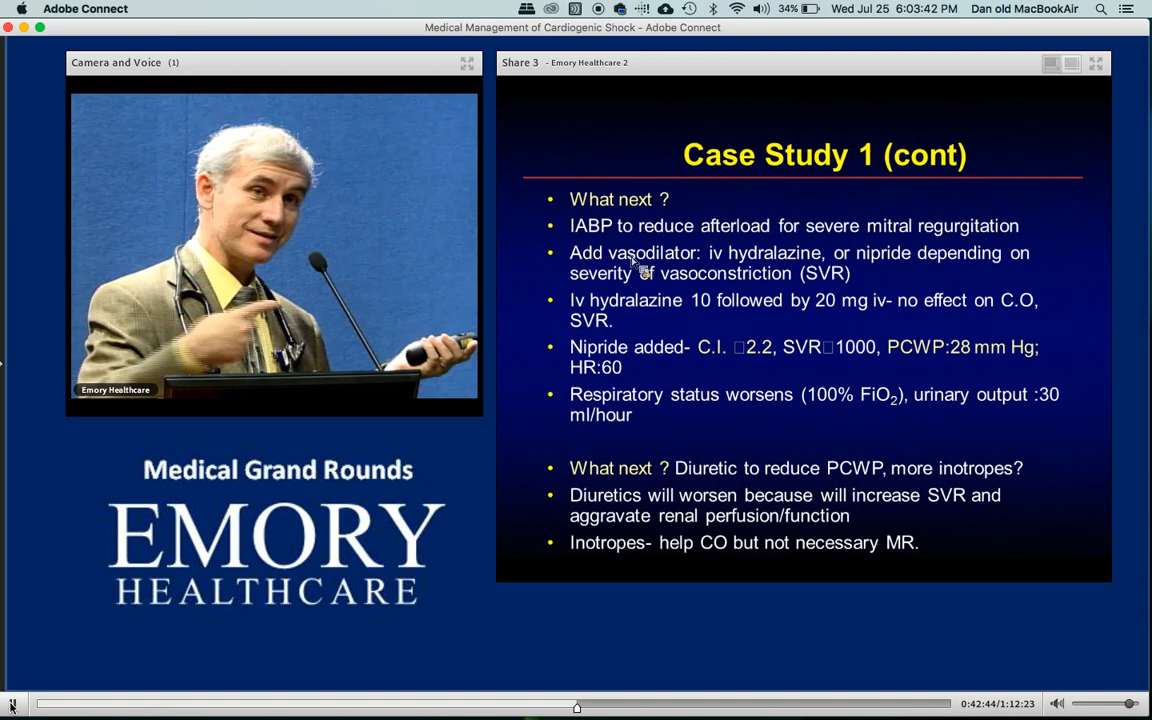 Adobe Connect
34%
Wed Jul 25 6:03:42 PM
Dan old MacBookAir
Medical Management of Cardiogenic Shock - Adobe Connect
Camera and Voice (1)
Share 3 - Emory Healthcare 2
Emory Healthcare
Medical Grand Rounds
EMORY
HEALTHCARE
Case Study 1 (cont)
• What next ?
• IABP to reduce afterload for severe mitral regurgitation
• Add vasodilator: iv hydralazine, or nipride depending on
severity of vasoconstriction (SVR)
• Iv hydralazine 10 followed by 20 mg iv- no effect on C.O,
SVR.
• Nipride added- C.I. □2.2, SVR□1000, PCWP:28 mm Hg;
HR:60
• Respiratory status worsens (100% FiO₂), urinary output :30
ml/hour
• What next ? Diuretic to reduce PCWP, more inotropes?
• Diuretics will worsen because will increase SVR and
aggravate renal perfusion/function
• Inotropes- help CO but not necessary MR.
0:42:44/1:12:23